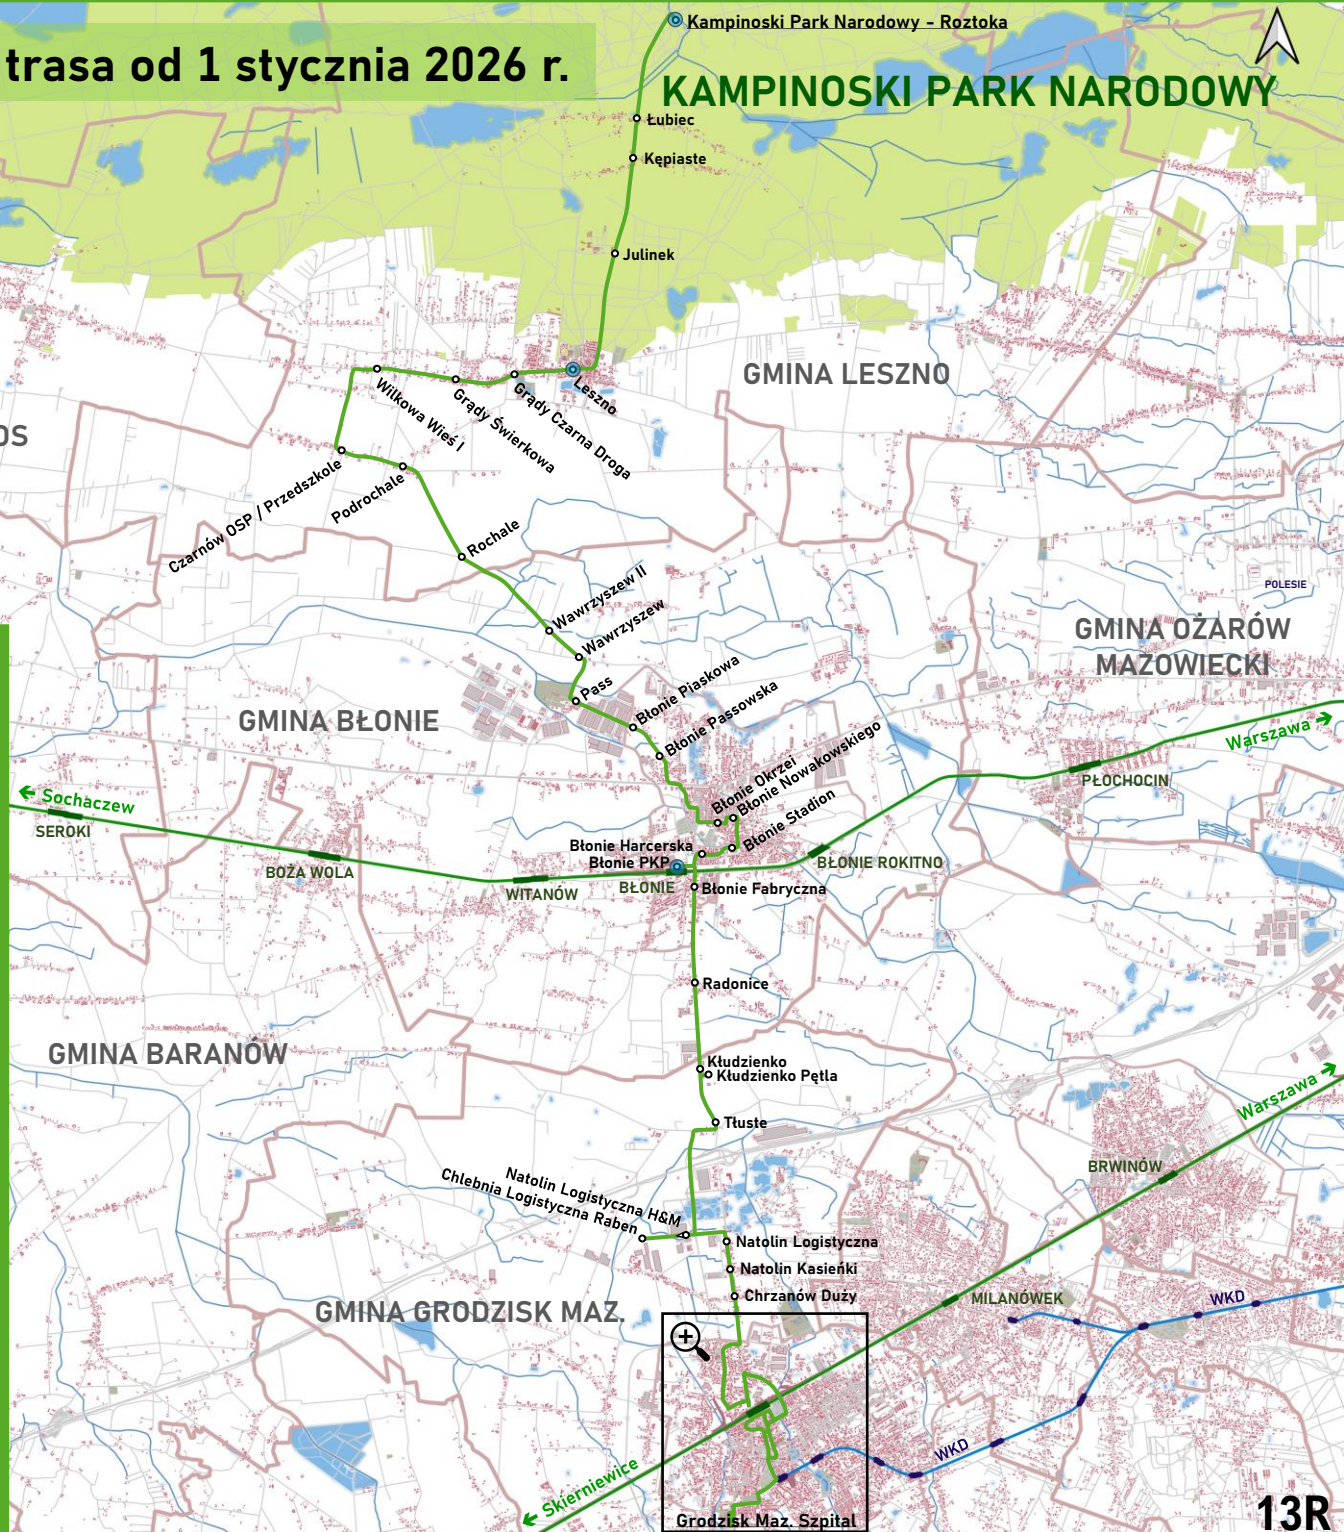 Kampinoski Park Narodowy - Roztoka
trasa od 1 stycznia 2026 r.
KAMPINOSKI PARK NARODOWY
Łubiec
Kępiaste
Julinek
GMINA LESZNO
Leszno
Grądy Czarna Droga
Grądy Świerkowa
Wilkowa Wieś I
OS
Czarnów OSP / Przedszkole
Podrochale
Rochale
Wawrzyszew II
Wawrzyszew
POLESIE
GMINA OŻARÓW
MAZOWIECKI
Pass
Błonie Piaskowa
Błonie Passowska
GMINA BŁONIE
Warszawa →
PŁOCHOCIN
Błonie Okrzei
Błonie Nowakowskiego
Błonie Stadion
← Sochaczew
SEROKI
BOŻA WOLA
WITANÓW
Błonie Harcerska
Błonie PKP
BŁONIE
BŁONIE ROKITNO
Błonie Fabryczna
Radonice
GMINA BARANÓW
Kłudzienko
Kłudzienko Pętla
Tłuste
Warszawa →
BRWINÓW
Natolin Logistyczna H&M
Chlebnia Logistyczna Raben
Natolin Logistyczna
Natolin Kasieńki
Chrzanów Duży
GMINA GRODZISK MAZ.
MILANÓWEK
WKD
WKD
← Skierniewice
Grodzisk Maz. Szpital
13R